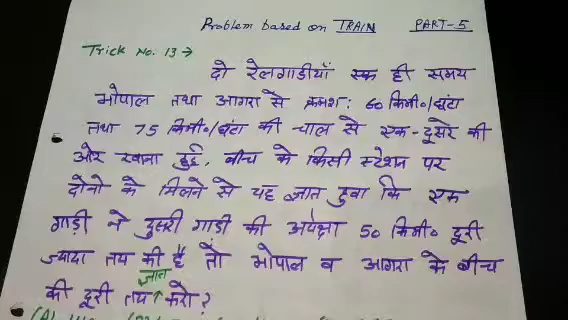 Problem based on TRAIN PART-5
Trick No. 13 →
दो रेलगाडीयाँ एक ही समय
भोपाल तथा आगरा से क्रमश: 60 किमी०/घंटा
तथा 75 किमी०/घंटा की चाल से एक-दूसरे की
ओर रवाना हुई, बीच के किसी स्टेशन पर
दोनो के मिलने से यह ज्ञात हुवा कि एक
गाड़ी ने दुसरी गाडी की अपेक्षा 50 किमी० दूरी
ज्यादा तय की है तो भोपाल व आगरा के बीच
की दूरी ज्ञात करो?
(A)